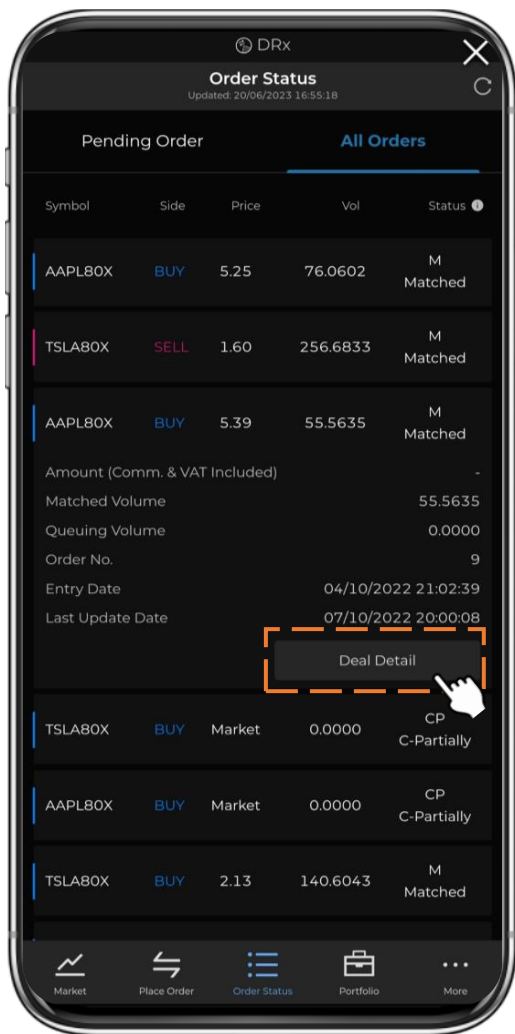 DRx
Order Status
Updated: 20/06/2023 16:55:18
Pending Order All Orders
Symbol Side Price Vol Status
AAPL80X BUY 5.25 76.0602 M Matched
TSLA80X SELL 1.60 256.6833 M Matched
AAPL80X BUY 5.39 55.5635 M Matched
Amount (Comm. & VAT Included) -
Matched Volume 55.5635
Queuing Volume 0.0000
Order No. 9
Entry Date 04/10/2022 21:02:39
Last Update Date 07/10/2022 20:00:08
Deal Detail
TSLA80X BUY Market 0.0000 CP C-Partially
AAPL80X BUY Market 0.0000 CP C-Partially
TSLA80X BUY 2.13 140.6043 M Matched
Market Place Order Order Status Portfolio More